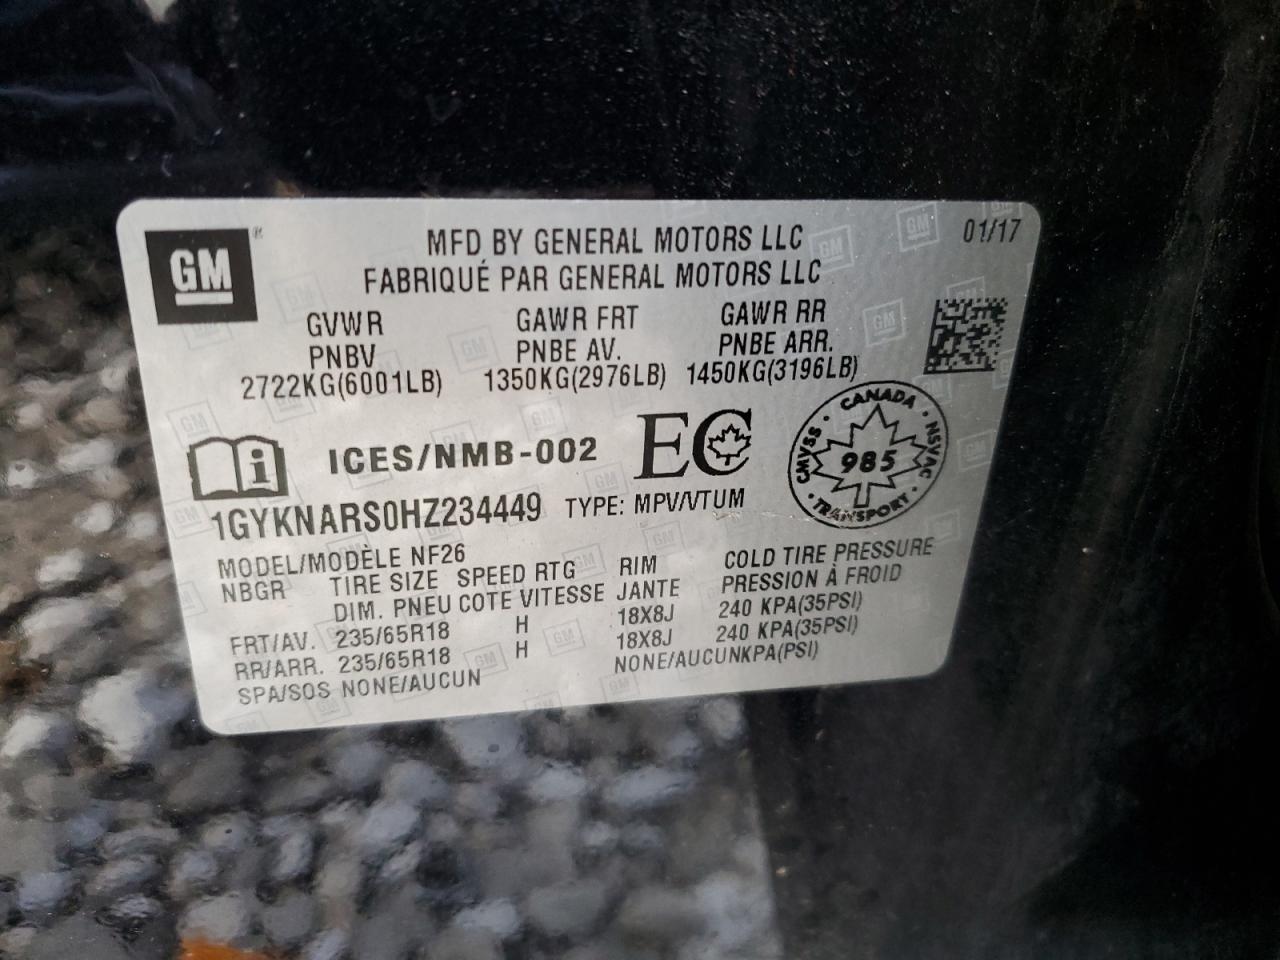 GM ®
MFD BY GENERAL MOTORS LLC
01/17
FABRIQUÉ PAR GENERAL MOTORS LLC
GVWR GAWR FRT GAWR RR
PNBV PNBE AV. PNBE ARR.
2722KG(6001LB) 1350KG(2976LB) 1450KG(3196LB)
i ICES/NMB-002 EC
CANADA
CMVSS · NSVAC
985
· TRANSPORT ·
1GYKNARS0HZ234449 TYPE: MPV/VTUM
MODEL/MODÈLE NF26
NBGR TIRE SIZE SPEED RTG RIM COLD TIRE PRESSURE
DIM. PNEU COTE VITESSE JANTE PRESSION À FROID
FRT/AV. 235/65R18 H 18X8J 240 KPA(35PSI)
RR/ARR. 235/65R18 H 18X8J 240 KPA(35PSI)
SPA/SOS NONE/AUCUN NONE/AUCUNKPA(PSI)